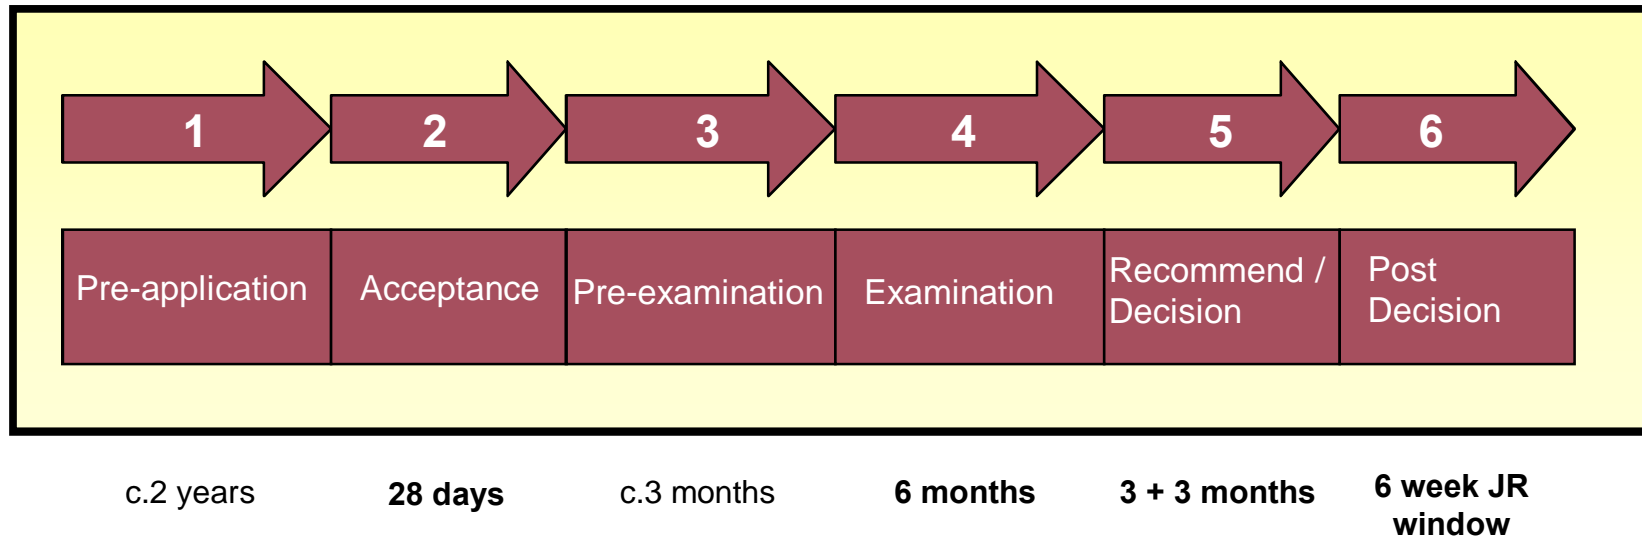 1 2 3 4 5 6
Pre-application
Acceptance
Pre-examination
Examination
Recommend /
Decision
Post
Decision
c.2 years
28 days
c.3 months
6 months
3 + 3 months
6 week JR
window